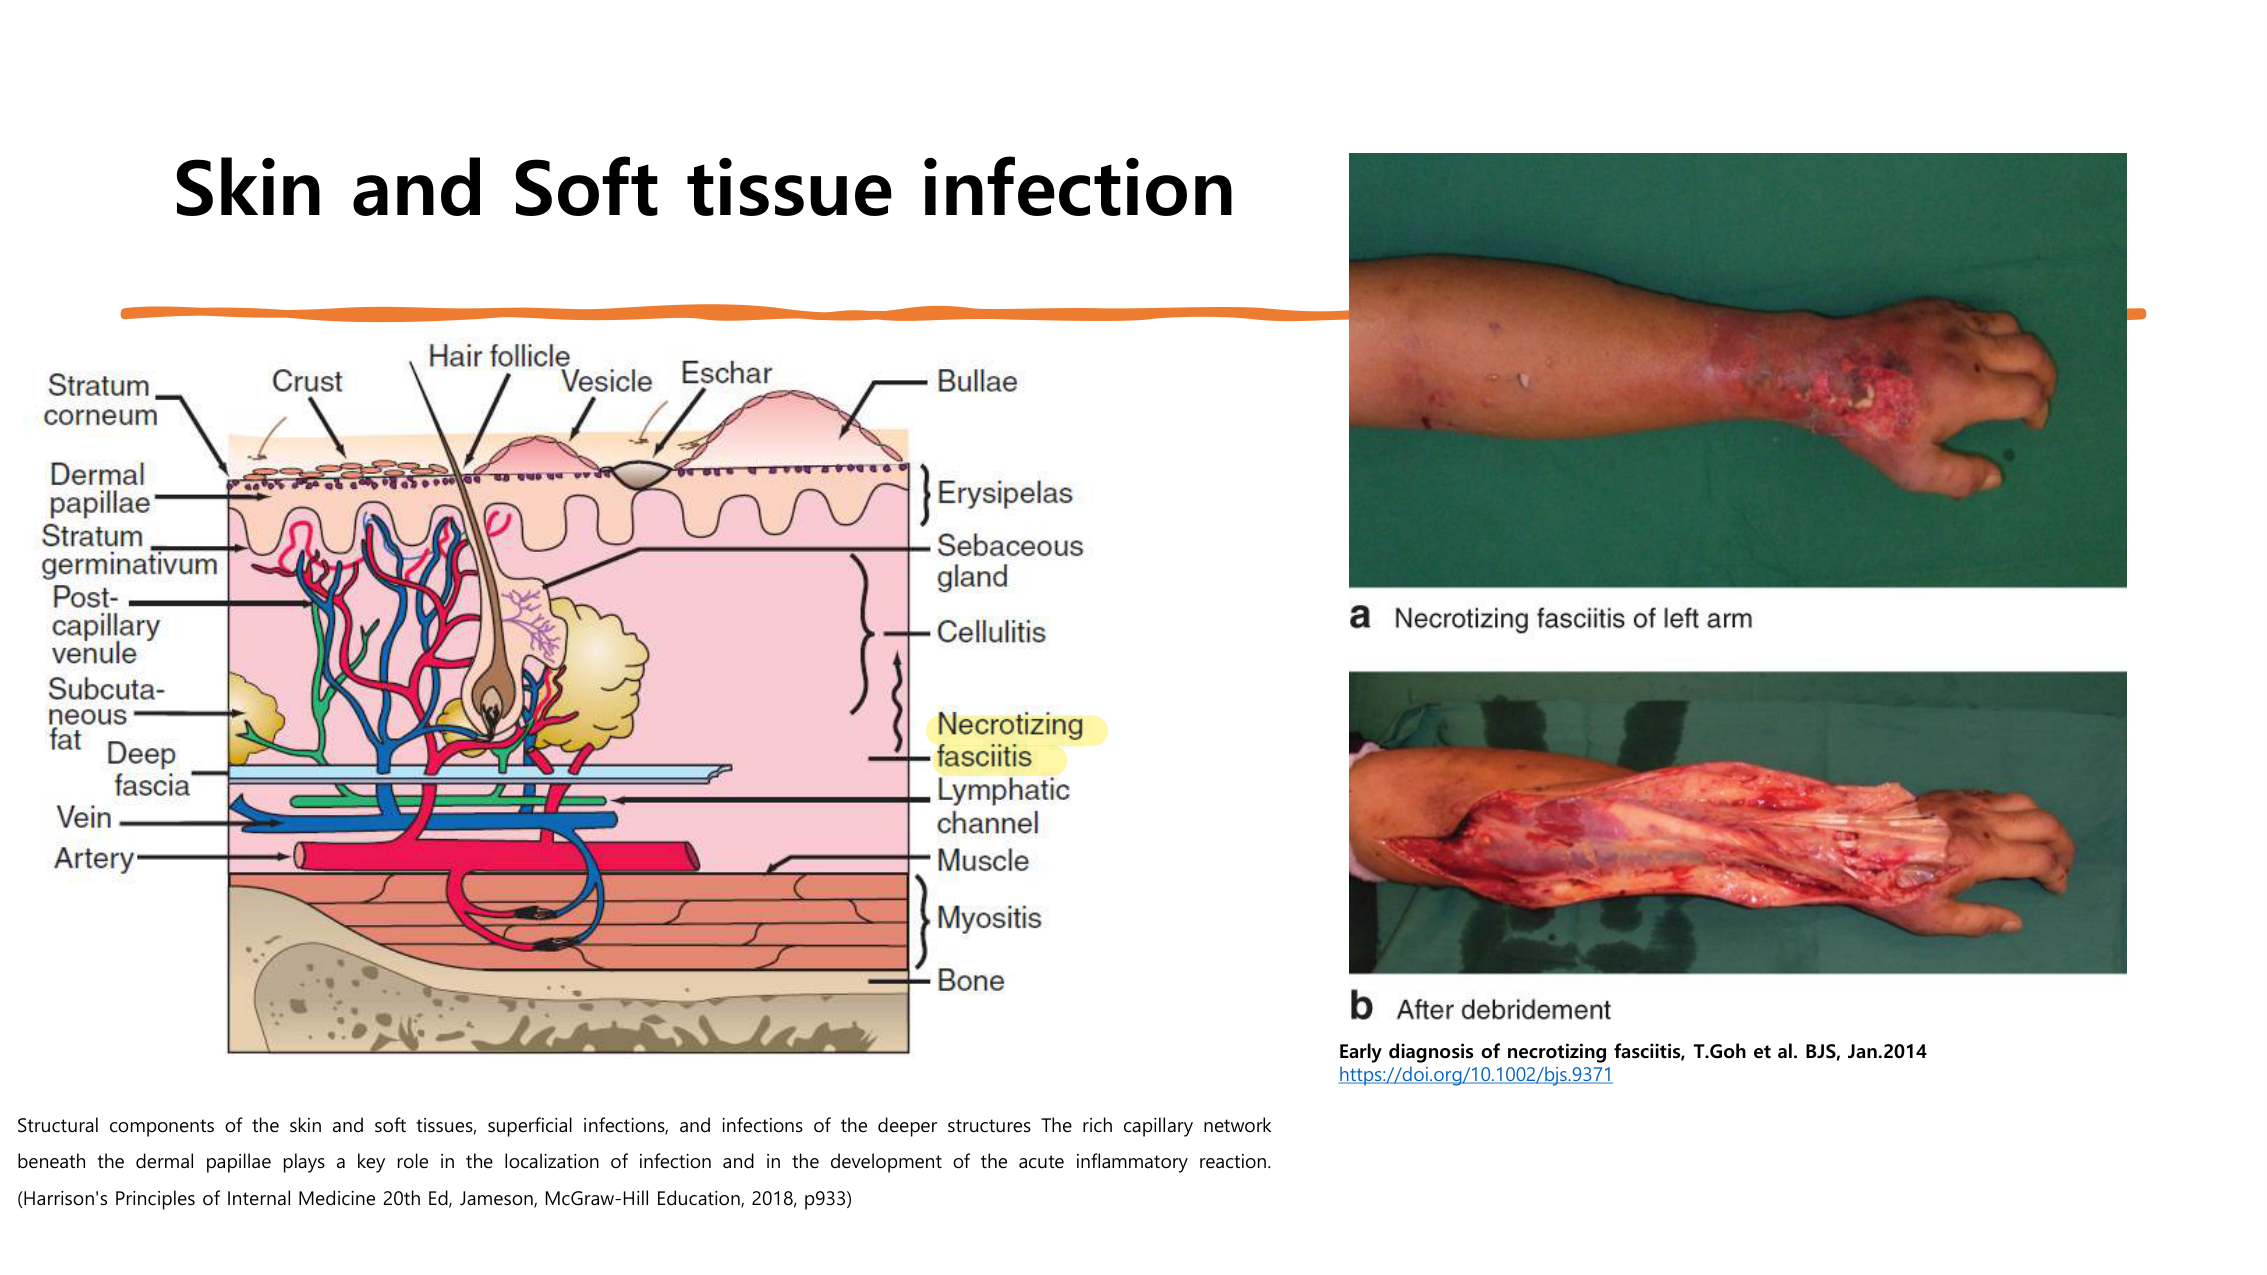 Skin and Soft tissue infection
Hair follicle
Stratum
corneum
Crust
Vesicle
Eschar
Bullae
Dermal
papillae
Erysipelas
Stratum
germinativum
Sebaceous
gland
Post-
capillary
venule
Cellulitis
Subcuta-
neous
fat
Necrotizing
fasciitis
Deep
fascia
Lymphatic
channel
Vein
Artery
Muscle
Myositis
Bone
a Necrotizing fasciitis of left arm
b After debridement
Early diagnosis of necrotizing fasciitis, T.Goh et al. BJS, Jan.2014
https://doi.org/10.1002/bjs.9371
Structural components of the skin and soft tissues, superficial infections, and infections of the deeper structures The rich capillary network
beneath the dermal papillae plays a key role in the localization of infection and in the development of the acute inflammatory reaction.
(Harrison's Principles of Internal Medicine 20th Ed, Jameson, McGraw-Hill Education, 2018, p933)